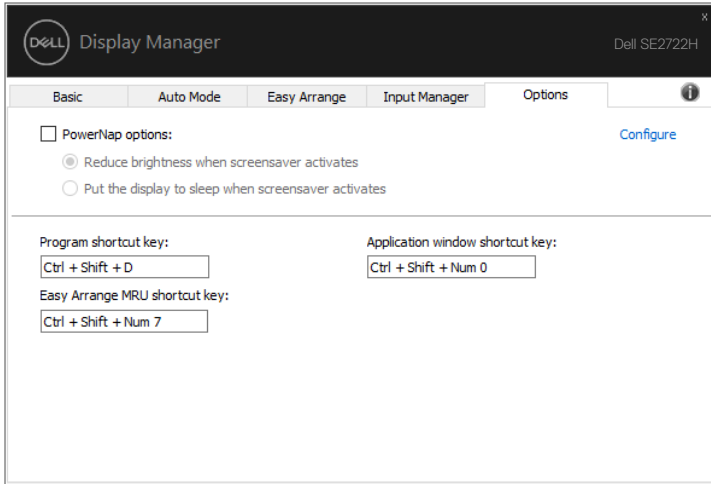 x
DELL Display Manager
Dell SE2722H
Basic Auto Mode Easy Arrange Input Manager Options
PowerNap options: Configure
Reduce brightness when screensaver activates
Put the display to sleep when screensaver activates
Program shortcut key: Application window shortcut key:
Ctrl + Shift + D Ctrl + Shift + Num 0
Easy Arrange MRU shortcut key:
Ctrl + Shift + Num 7